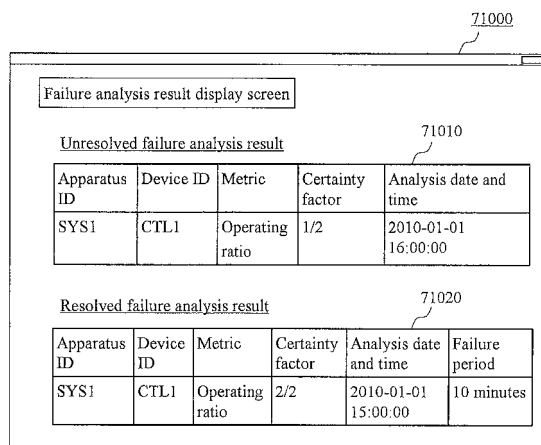 71000
Failure analysis result display screen
Unresolved failure analysis result
71010
Apparatus ID
Device ID
Metric
Certainty factor
Analysis date and time
SYS1
CTL1
Operating ratio
1/2
2010-01-01 16:00:00
Resolved failure analysis result
71020
Apparatus ID
Device ID
Metric
Certainty factor
Analysis date and time
Failure period
SYS1
CTL1
Operating ratio
2/2
2010-01-01 15:00:00
10 minutes